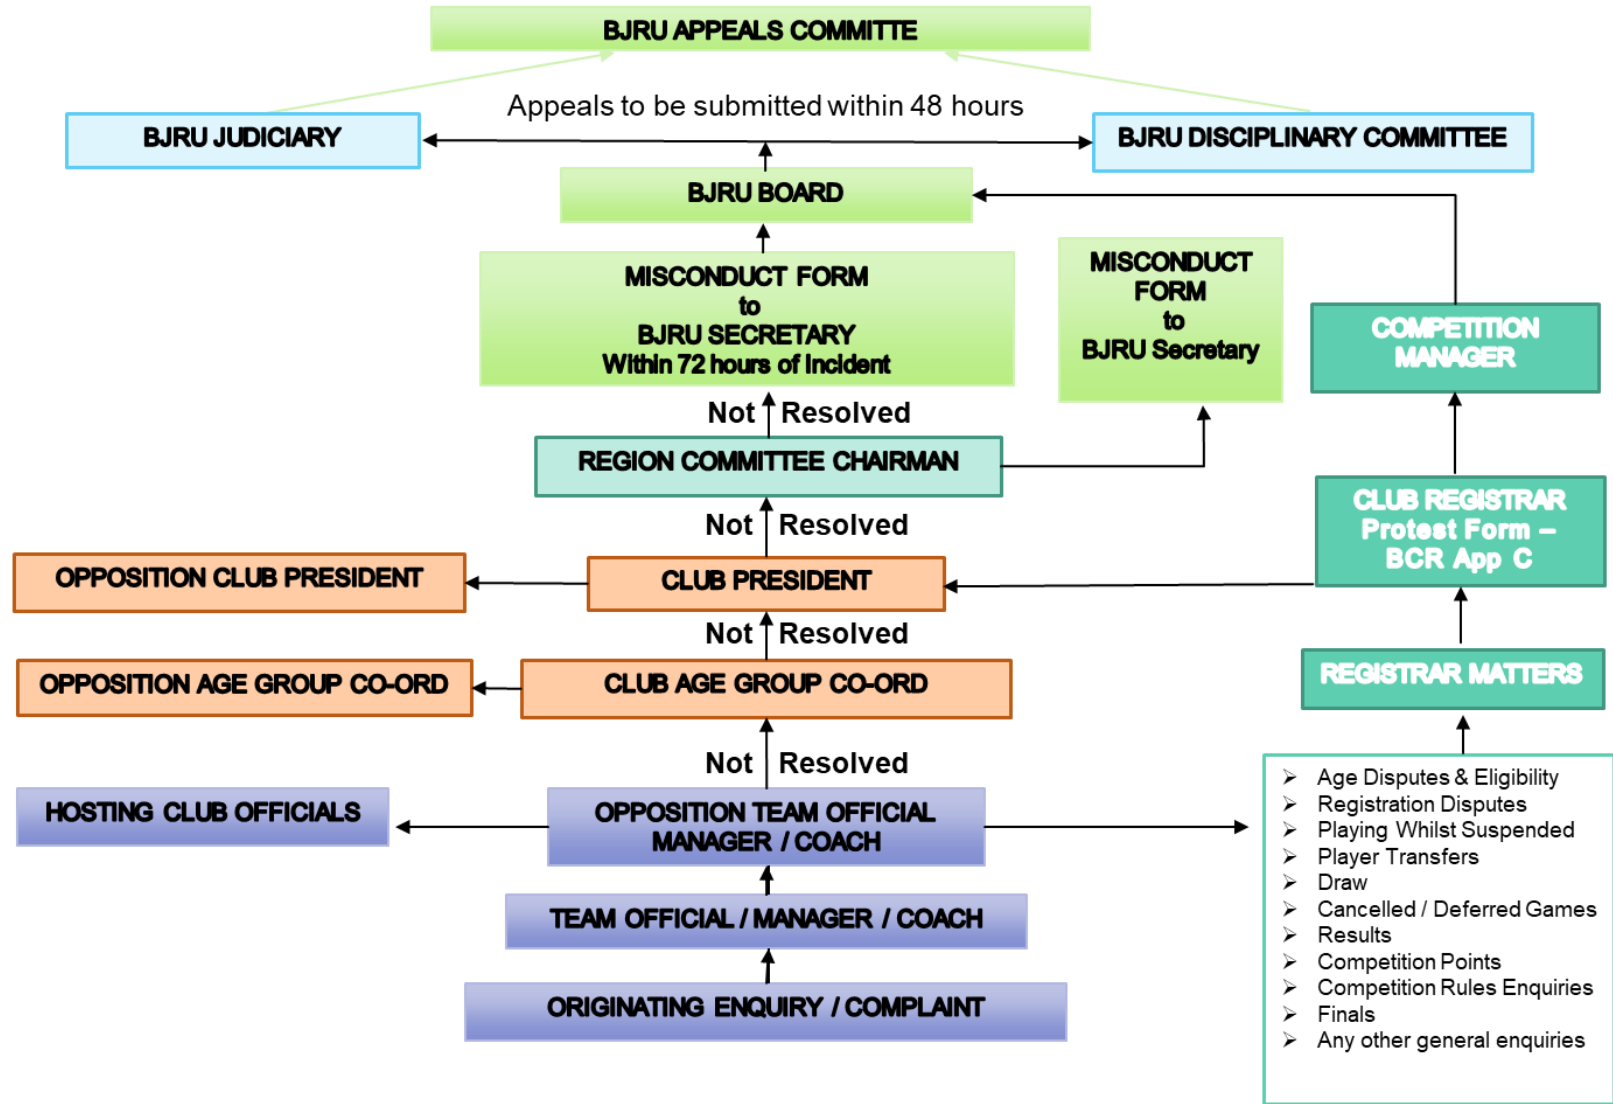 BJRU APPEALS COMMITTE
Appeals to be submitted within 48 hours
BJRU JUDICIARY
BJRU DISCIPLINARY COMMITTEE
BJRU BOARD
MISCONDUCT FORM
to
BJRU SECRETARY
Within 72 hours of Incident
MISCONDUCT
FORM
to
BJRU Secretary
COMPETITION
MANAGER
Not Resolved
REGION COMMITTEE CHAIRMAN
CLUB REGISTRAR
Protest Form –
BCR App C
Not Resolved
OPPOSITION CLUB PRESIDENT
CLUB PRESIDENT
Not Resolved
OPPOSITION AGE GROUP CO-ORD
CLUB AGE GROUP CO-ORD
REGISTRAR MATTERS
Not Resolved
HOSTING CLUB OFFICIALS
OPPOSITION TEAM OFFICIAL
MANAGER / COACH
TEAM OFFICIAL / MANAGER / COACH
ORIGINATING ENQUIRY / COMPLAINT
➢ Age Disputes & Eligibility
➢ Registration Disputes
➢ Playing Whilst Suspended
➢ Player Transfers
➢ Draw
➢ Cancelled / Deferred Games
➢ Results
➢ Competition Points
➢ Competition Rules Enquiries
➢ Finals
➢ Any other general enquiries